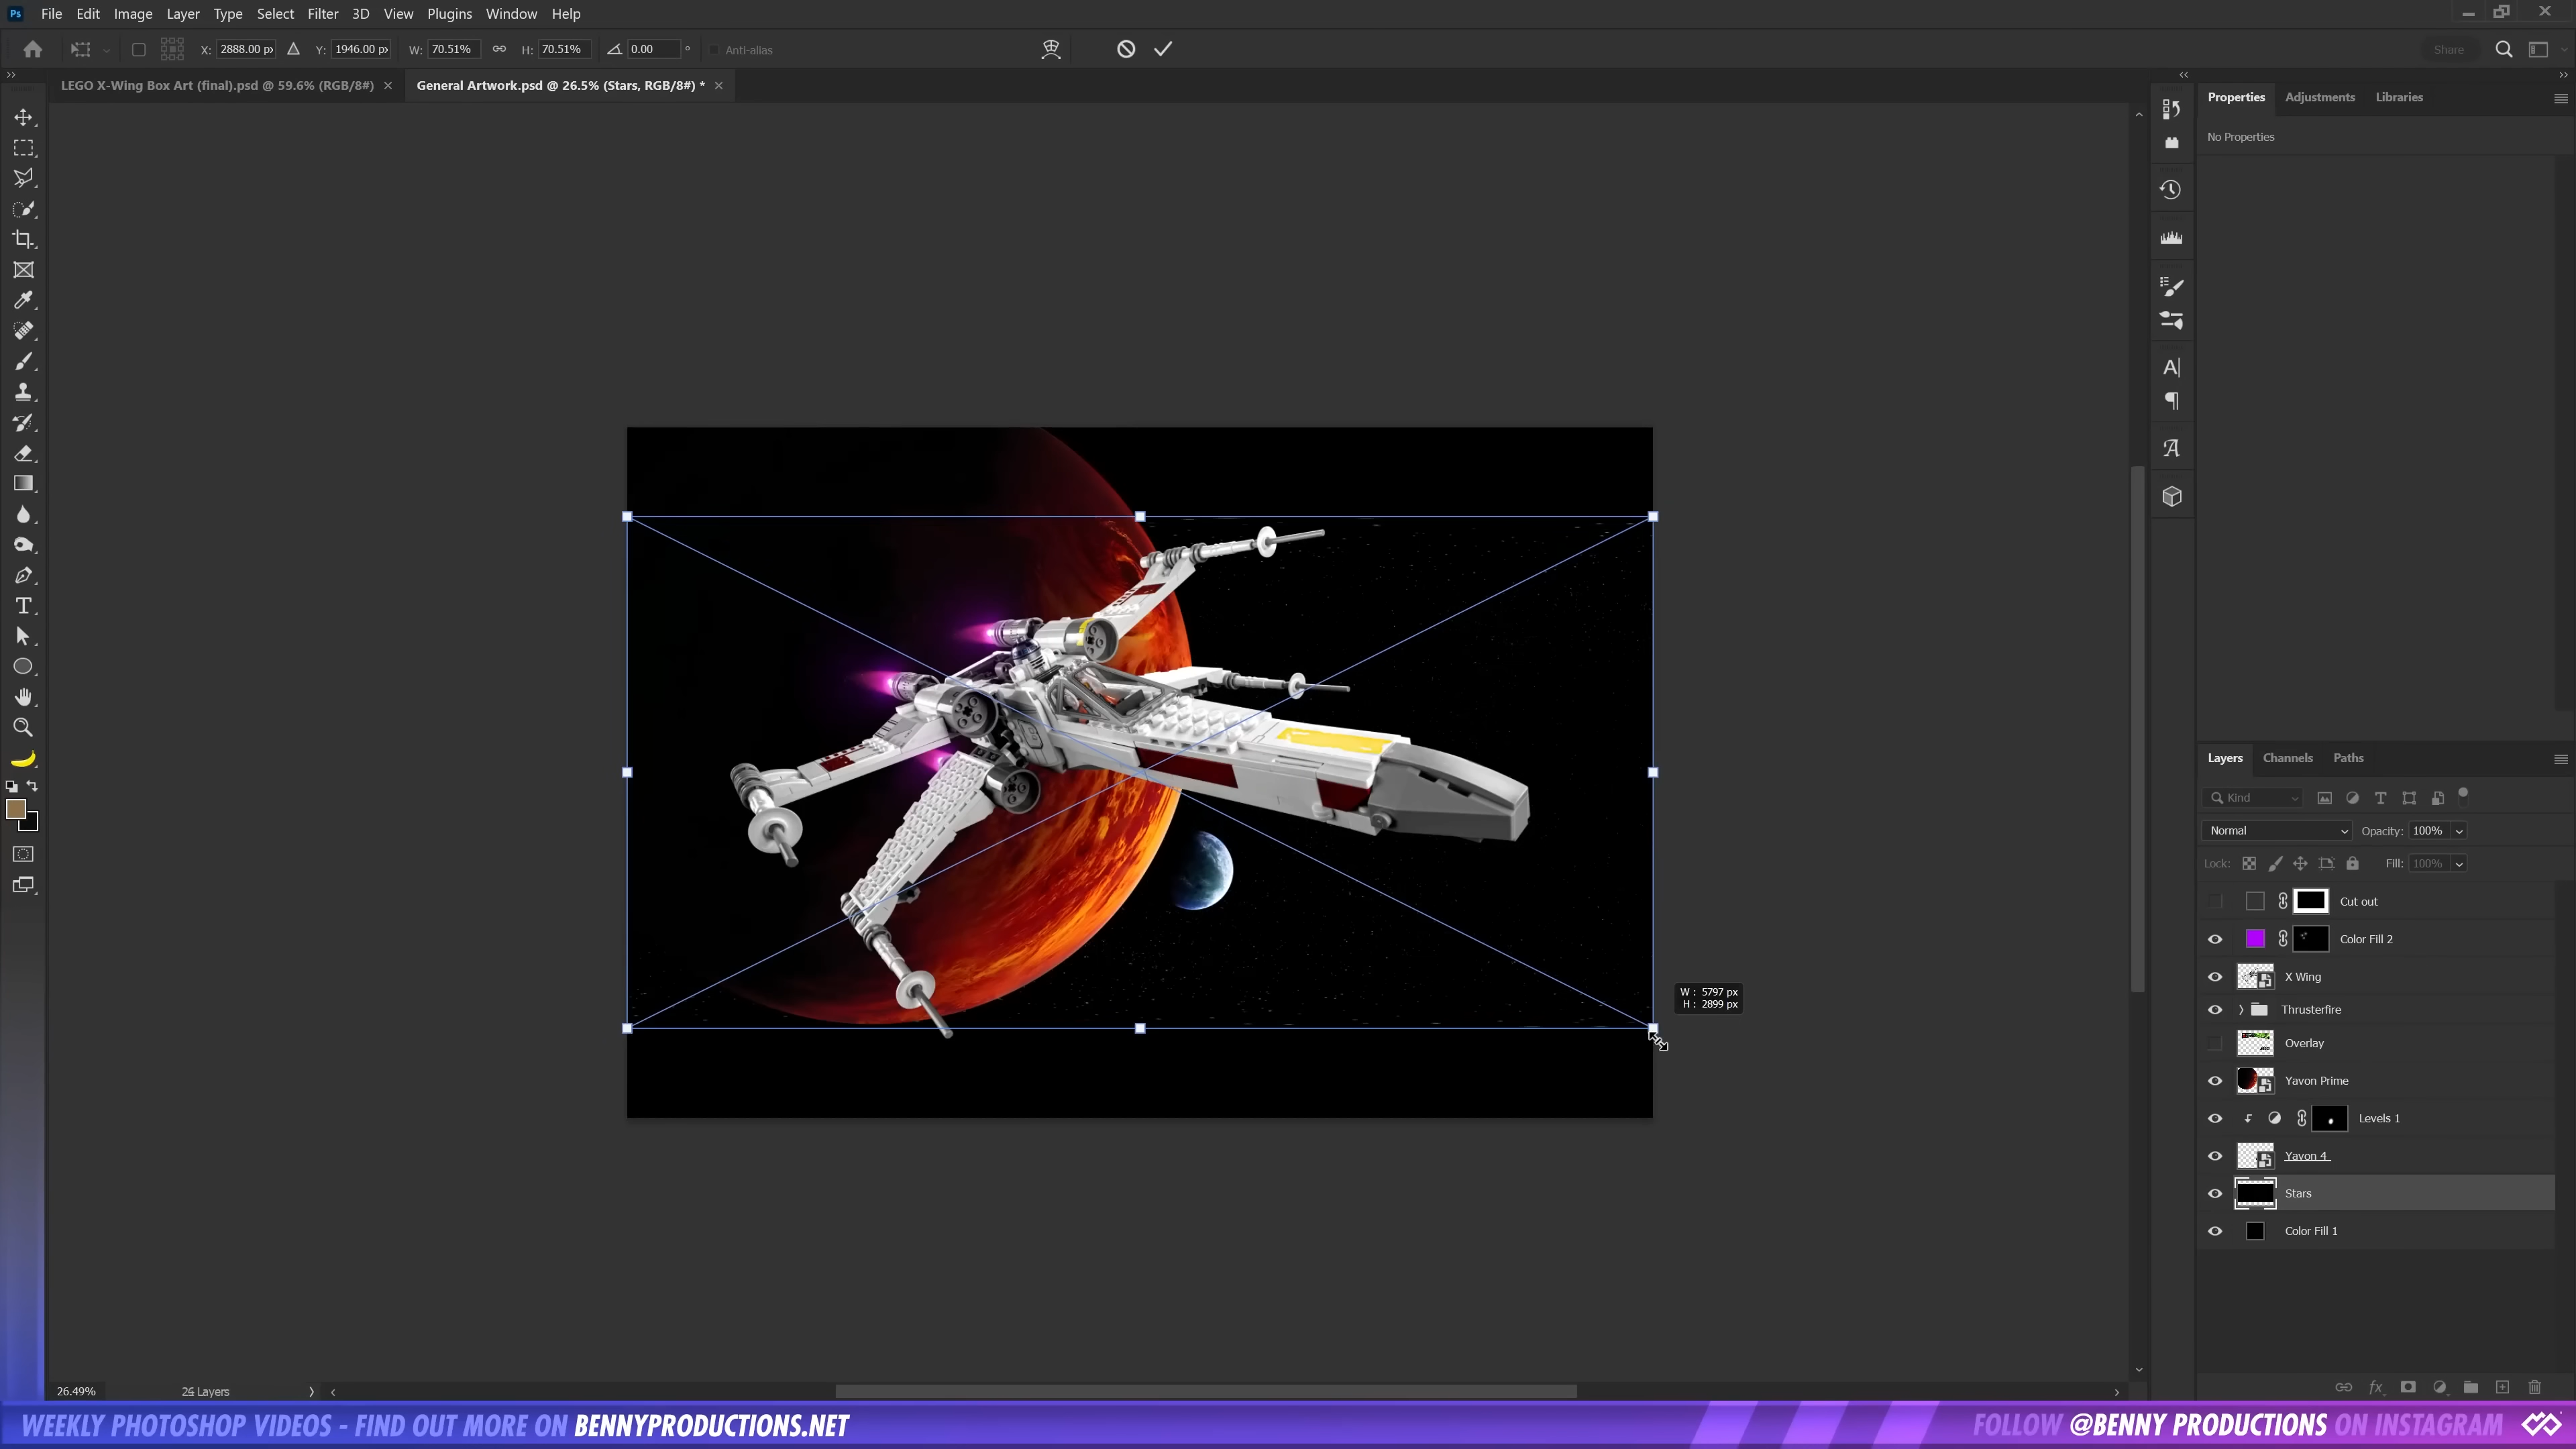 Ps File Edit Image Layer Type Select Filter 3D View Plugins Window Help
X: 2888.00 px Y: 1946.00 px W: 70.51% H: 70.51% 0.00 ° Anti-alias Share
LEGO X-Wing Box Art (final).psd @ 59.6% (RGB/8#) × General Artwork.psd @ 26.5% (Stars, RGB/8#) * ×
Properties Adjustments Libraries
No Properties
W : 5797 px
H : 2899 px
Layers Channels Paths
Kind
Normal Opacity: 100%
Lock: Fill: 100%
Cut out
Color Fill 2
X Wing
Thrusterfire
Overlay
Yavon Prime
Levels 1
Yavon 4
Stars
Color Fill 1
26.49% 26 Layers
WEEKLY PHOTOSHOP VIDEOS - FIND OUT MORE ON BENNYPRODUCTIONS.NET
FOLLOW @BENNY PRODUCTIONS ON INSTAGRAM